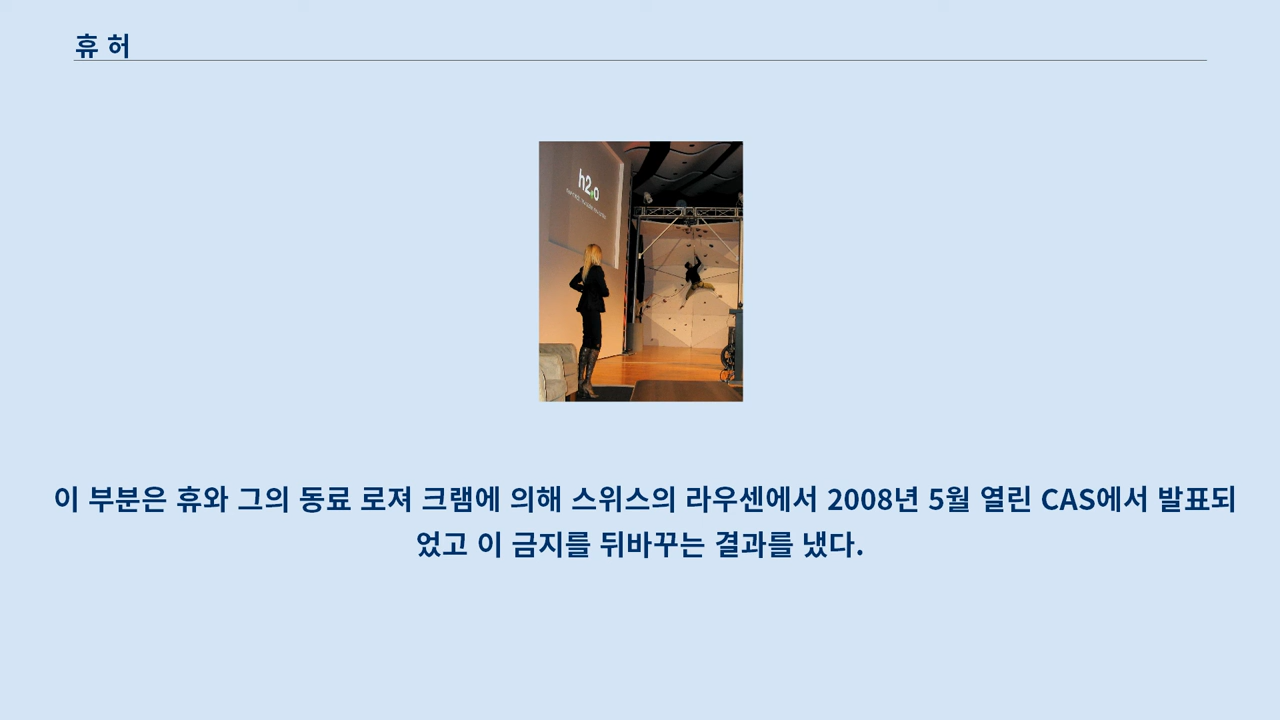 휴 허
h2.o
이 부분은 휴와 그의 동료 로져 크램에 의해 스위스의 라우센에서 2008년 5월 열린 CAS에서 발표되
었고 이 금지를 뒤바꾸는 결과를 냈다.